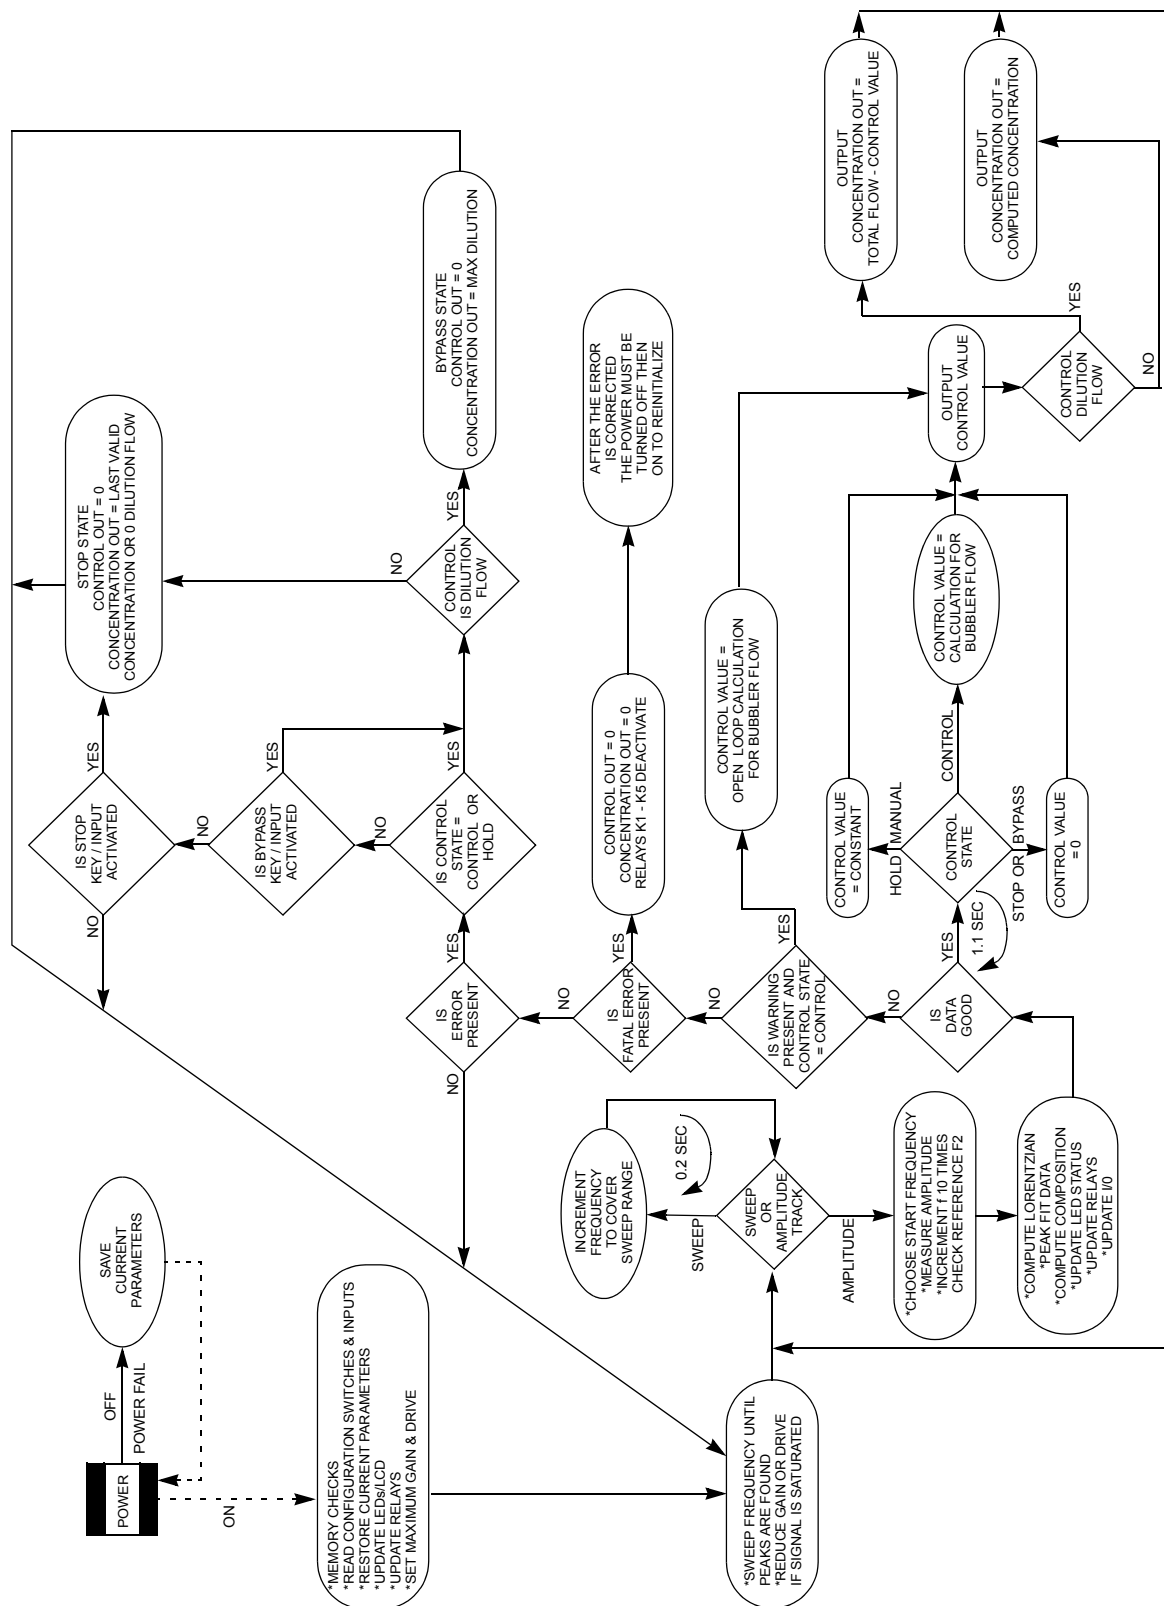 POWER
OFF
POWER FAIL
SAVE
CURRENT
PARAMETERS
ON
*MEMORY CHECKS
*READ CONFIGURATION SWITCHES & INPUTS
*RESTORE CURRENT PARAMETERS
*UPDATE LEDs/LCD
*UPDATE RELAYS
*SET MAXIMUM GAIN & DRIVE
*SWEEP FREQUENCY UNTIL
PEAKS ARE FOUND
*REDUCE GAIN OR DRIVE
IF SIGNAL IS SATURATED
SWEEP
OR
AMPLITUDE
TRACK
SWEEP
0.2 SEC
INCREMENT
FREQUENCY
TO COVER
SWEEP RANGE
AMPLITUDE
*CHOOSE START FREQUENCY
*MEASURE AMPLITUDE
*INCREMENT f 10 TIMES
CHECK REFERENCE F2
*COMPUTE LORENTZIAN
*PEAK FIT DATA
*COMPUTE COMPOSITION
*UPDATE LED STATUS
*UPDATE RELAYS
*UPDATE I/0
IS
DATA
GOOD
YES
NO
1.1 SEC
IS WARNING
PRESENT AND
CONTROL STATE
= CONTROL
YES
NO
CONTROL VALUE =
OPEN LOOP CALCULATION
FOR BUBBLER FLOW
IS
FATAL ERROR
PRESENT
YES
NO
CONTROL OUT = 0
CONCENTRATION OUT = 0
RELAYS K1 - K5 DEACTIVATE
AFTER THE ERROR
IS CORRECTED
THE POWER MUST BE
TURNED OFF THEN
ON TO REINITIALIZE
IS
ERROR
PRESENT
YES
NO
IS CONTROL
STATE =
CONTROL OR
HOLD
YES
NO
IS BYPASS
KEY / INPUT
ACTIVATED
YES
NO
IS STOP
KEY / INPUT
ACTIVATED
YES
NO
STOP STATE
CONTROL OUT = 0
CONCENTRATION OUT = LAST VALID
CONCENTRATION OR 0 DILUTION FLOW
CONTROL
IS DILUTION
FLOW
NO
YES
BYPASS STATE
CONTROL OUT = 0
CONCENTRATION OUT = MAX DILUTION
CONTROL
STATE
HOLD
MANUAL
CONTROL
STOP OR BYPASS
CONTROL VALUE
= CONSTANT
CONTROL VALUE =
CALCULATION FOR
BUBBLER FLOW
CONTROL VALUE
= 0
OUTPUT
CONTROL VALUE
CONTROL
DILUTION
FLOW
YES
NO
OUTPUT
CONCENTRATION OUT =
TOTAL FLOW - CONTROL VALUE
OUTPUT
CONCENTRATION OUT =
COMPUTED CONCENTRATION